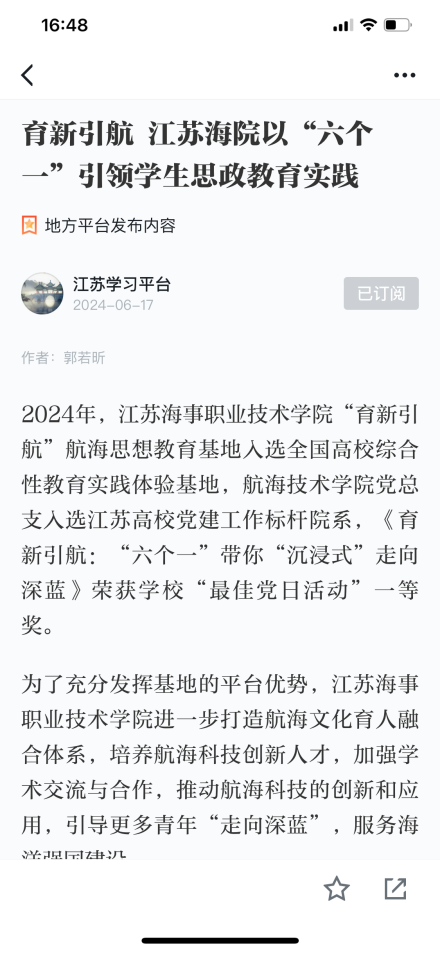 16:48
育新引航 江苏海院以“六个
一”引领学生思政教育实践
地方平台发布内容
江苏学习平台
2024-06-17
已订阅
作者：郭若昕
2024年，江苏海事职业技术学院“育新引
航”航海思想教育基地入选全国高校综合
性教育实践体验基地，航海技术学院党总
支入选江苏高校党建工作标杆院系，《育
新引航：“六个一”带你“沉浸式”走向
深蓝》荣获学校“最佳党日活动”一等
奖。
为了充分发挥基地的平台优势，江苏海事
职业技术学院进一步打造航海文化育人融
合体系，培养航海科技创新人才，加强学
术交流与合作，推动航海科技的创新和应
用，引导更多青年“走向深蓝”，服务海
洋强国建设